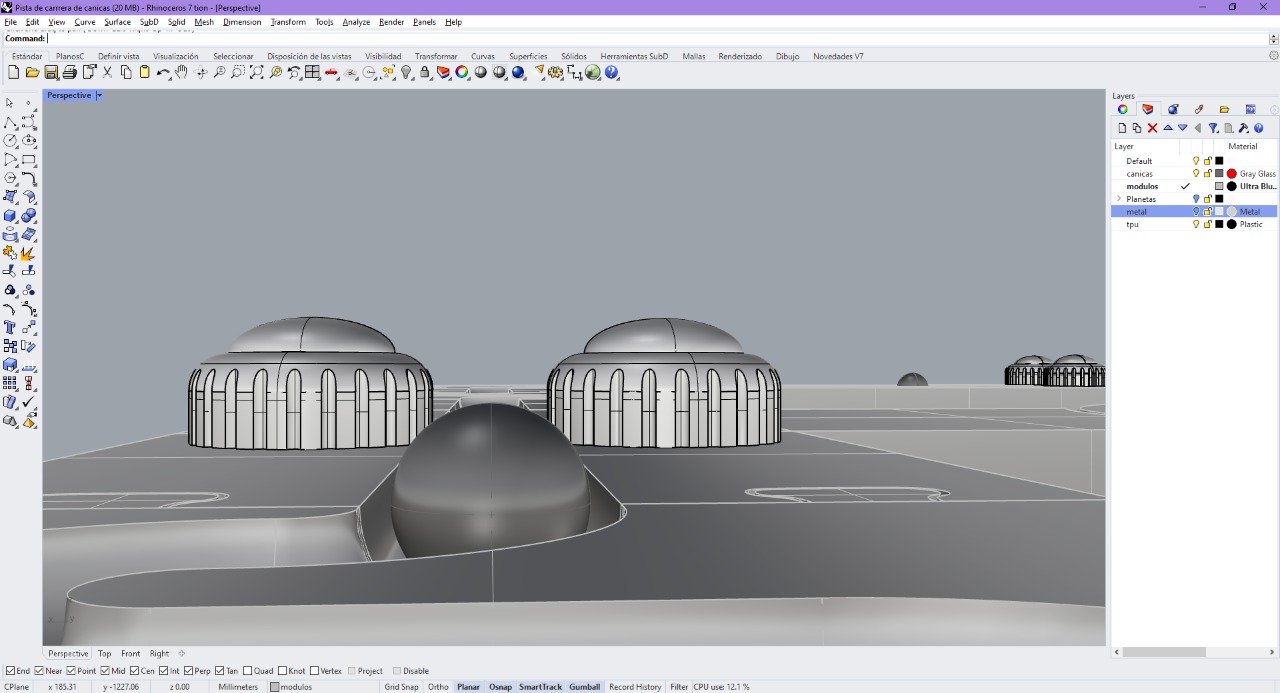 Pista de carrera de canicas (20 MB) - Rhinoceros 7 tion - [Perspective]
File Edit View Curve Surface SubD Solid Mesh Dimension Transform Tools Analyze Render Panels Help
Command:
Estándar PlanosC Definir vista Visualización Seleccionar Disposición de las vistas Visibilidad Transformar Curvas Superficies Sólidos Herramientas SubD Mallas Renderizado Dibujo Novedades V7
Perspective
Layers
Layer Material
Default
canicas Gray Glass
modulos Ultra Blu...
Planetas
metal Metal
tpu Plastic
Perspective Top Front Right
End Near Point Mid Cen Int Perp Tan Quad Knot Vertex Project Disable
CPlane x 185.31 y -1227.06 z 0.00 Millimeters modulos Grid Snap Ortho Planar Osnap SmartTrack Gumball Record History Filter CPU use: 12.1 %